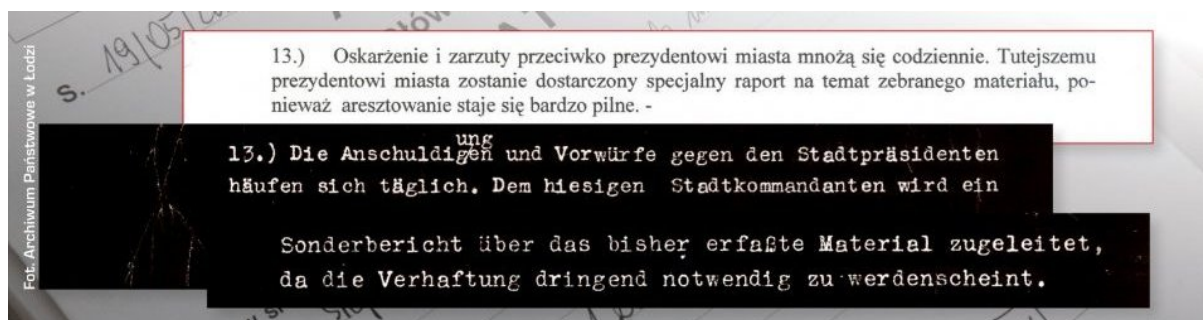 s. 19/05/
Fot. Archiwum Państwowe w Łodzi
13.) Oskarżenie i zarzuty przeciwko prezydentowi miasta mnożą się codziennie. Tutejszemu
prezydentowi miasta zostanie dostarczony specjalny raport na temat zebranego materiału, po-
nieważ aresztowanie staje się bardzo pilne. -
ung
13.) Die Anschuldigen und Vorwürfe gegen den Stadtpräsidenten
häufen sich täglich. Dem hiesigen Stadtkommandanten wird ein
Sonderbericht über das bisher erfaßte Material zugeleitet,
da die Verhaftung dringend notwendig zu werdenscheint.